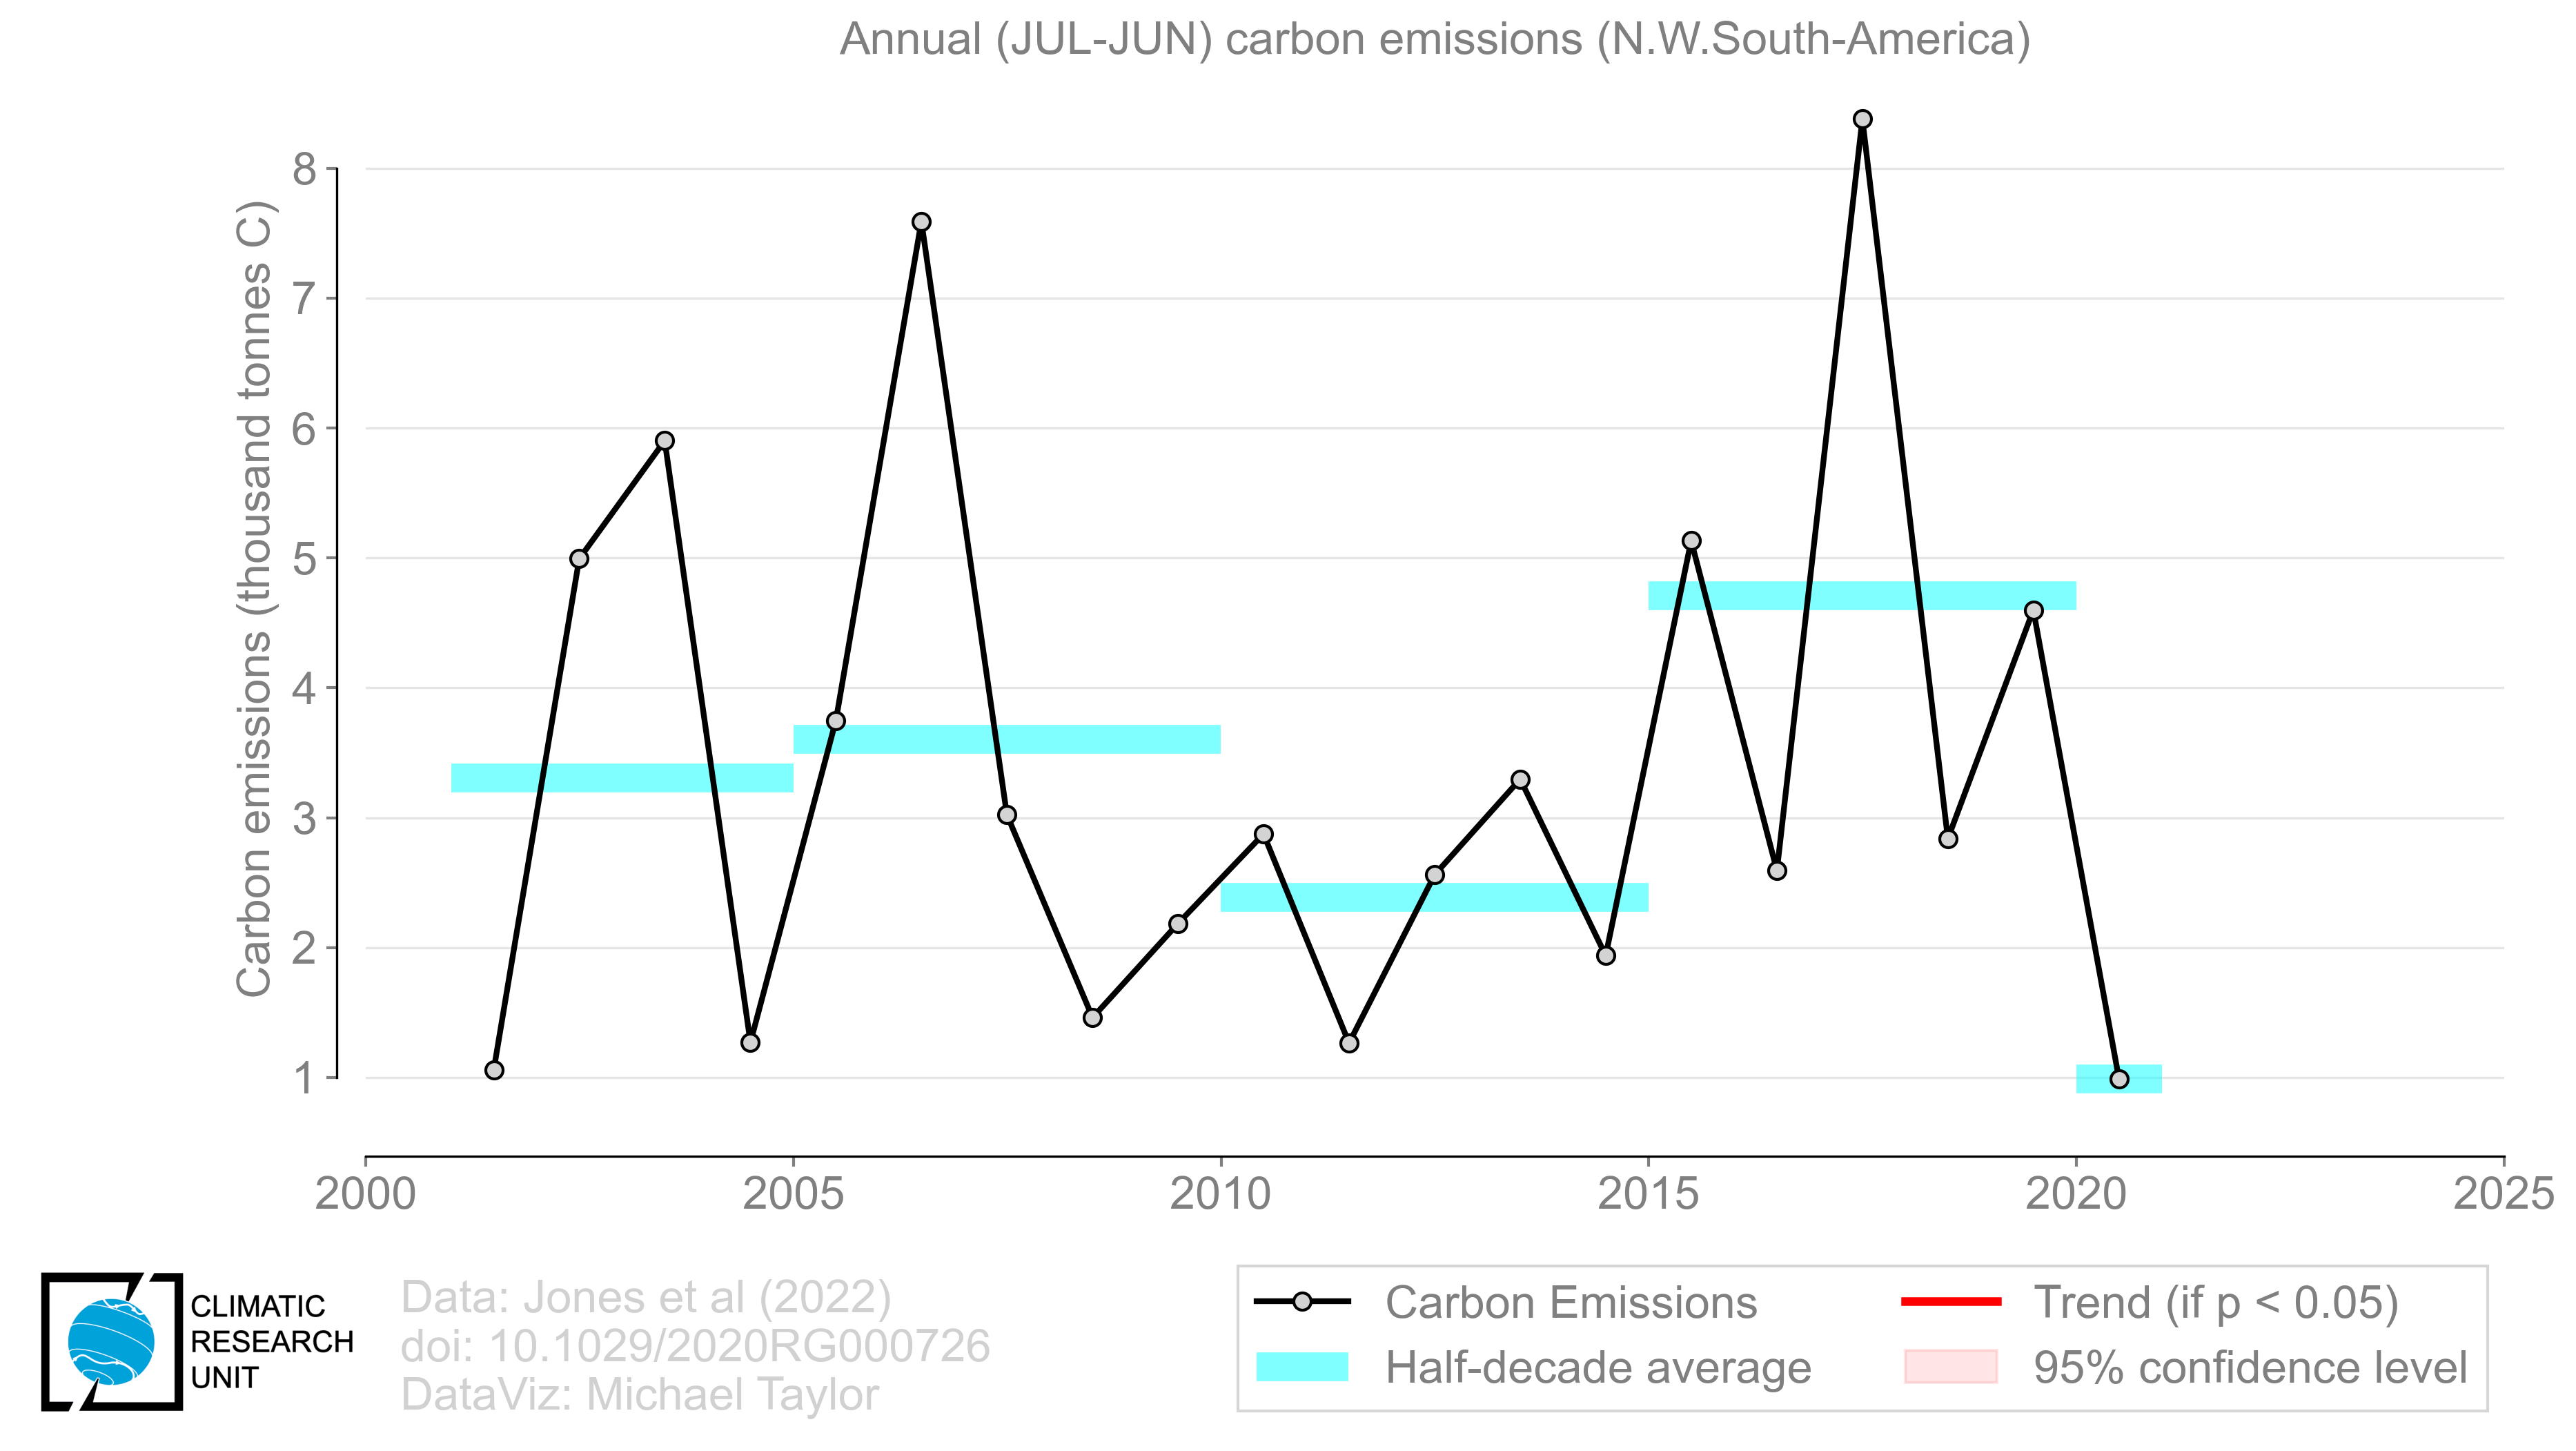 Annual (JUL-JUN) carbon emissions (N.W.South-America)
Carbon emissions (thousand tonnes C)
8
7
6
5
4
3
2
1
2000 2005 2010 2015 2020 2025
CLIMATIC
RESEARCH
UNIT
Data: Jones et al (2022)
doi: 10.1029/2020RG000726
DataViz: Michael Taylor
Carbon Emissions
Half-decade average
Trend (if p < 0.05)
95% confidence level